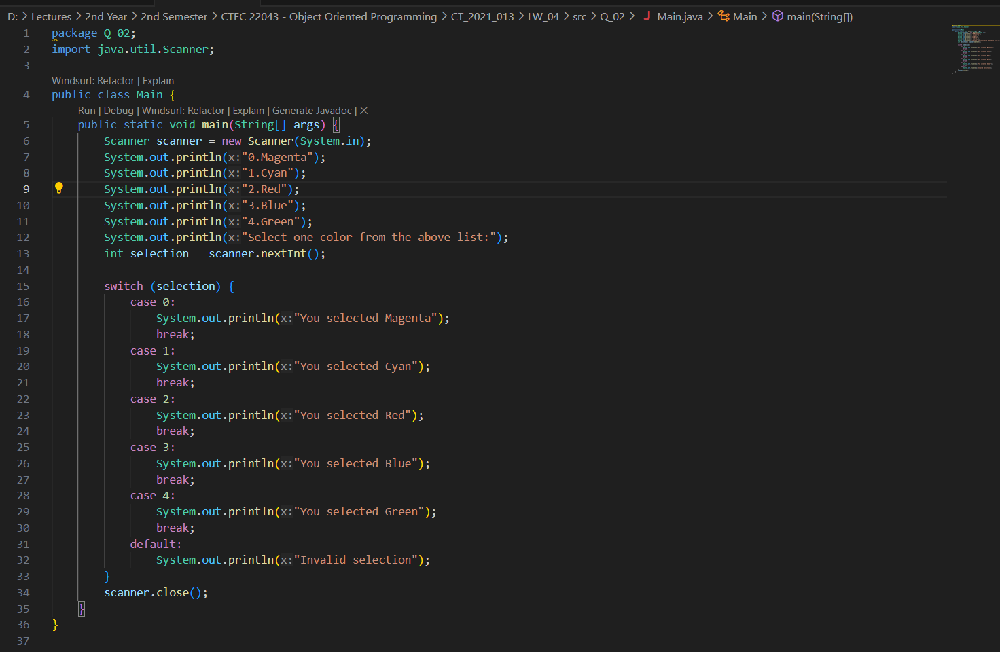 D: > Lectures > 2nd Year > 2nd Semester > CTEC 22043 - Object Oriented Programming > CT_2021_013 > LW_04 > src > Q_02 > J Main.java > Main > main(String[])
1 package Q_02;
2 import java.util.Scanner;
3
Windsurf: Refactor | Explain
4 public class Main {
Run | Debug | Windsurf: Refactor | Explain | Generate Javadoc | X
5 public static void main(String[] args) {
6 Scanner scanner = new Scanner(System.in);
7 System.out.println(x:"0.Magenta");
8 System.out.println(x:"1.Cyan");
9 System.out.println(x:"2.Red");
10 System.out.println(x:"3.Blue");
11 System.out.println(x:"4.Green");
12 System.out.println(x:"Select one color from the above list:");
13 int selection = scanner.nextInt();
14
15 switch (selection) {
16 case 0:
17 System.out.println(x:"You selected Magenta");
18 break;
19 case 1:
20 System.out.println(x:"You selected Cyan");
21 break;
22 case 2:
23 System.out.println(x:"You selected Red");
24 break;
25 case 3:
26 System.out.println(x:"You selected Blue");
27 break;
28 case 4:
29 System.out.println(x:"You selected Green");
30 break;
31 default:
32 System.out.println(x:"Invalid selection");
33 }
34 scanner.close();
35 }
36 }
37